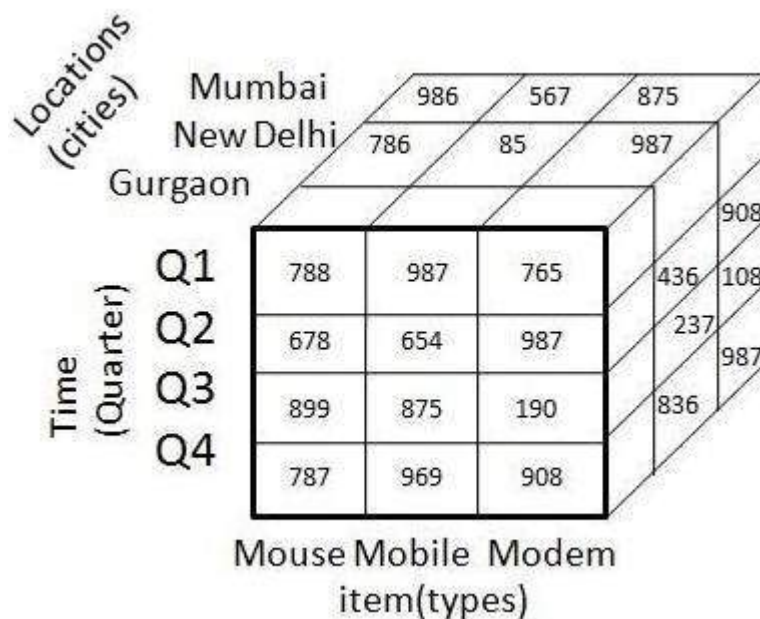 Locations
(cities)
Mumbai
New Delhi
Gurgaon
986 567 875
786 85 987
Time
(Quarter)
Q1 788 987 765
Q2 678 654 987
Q3 899 875 190
Q4 787 969 908
908
436 108
237
987
836
Mouse Mobile Modem
item(types)